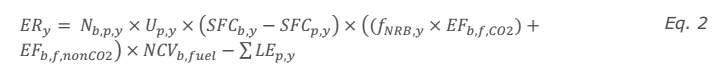 ER_y = N_{b,p,y} × U_{p,y} × (SFC_{b,y} − SFC_{p,y}) × ((f_{NRB,y} × EF_{b,f,CO2}) + Eq. 2
EF_{b,f,nonCO2}) × NCV_{b,fuel} − ∑ LE_{p,y}